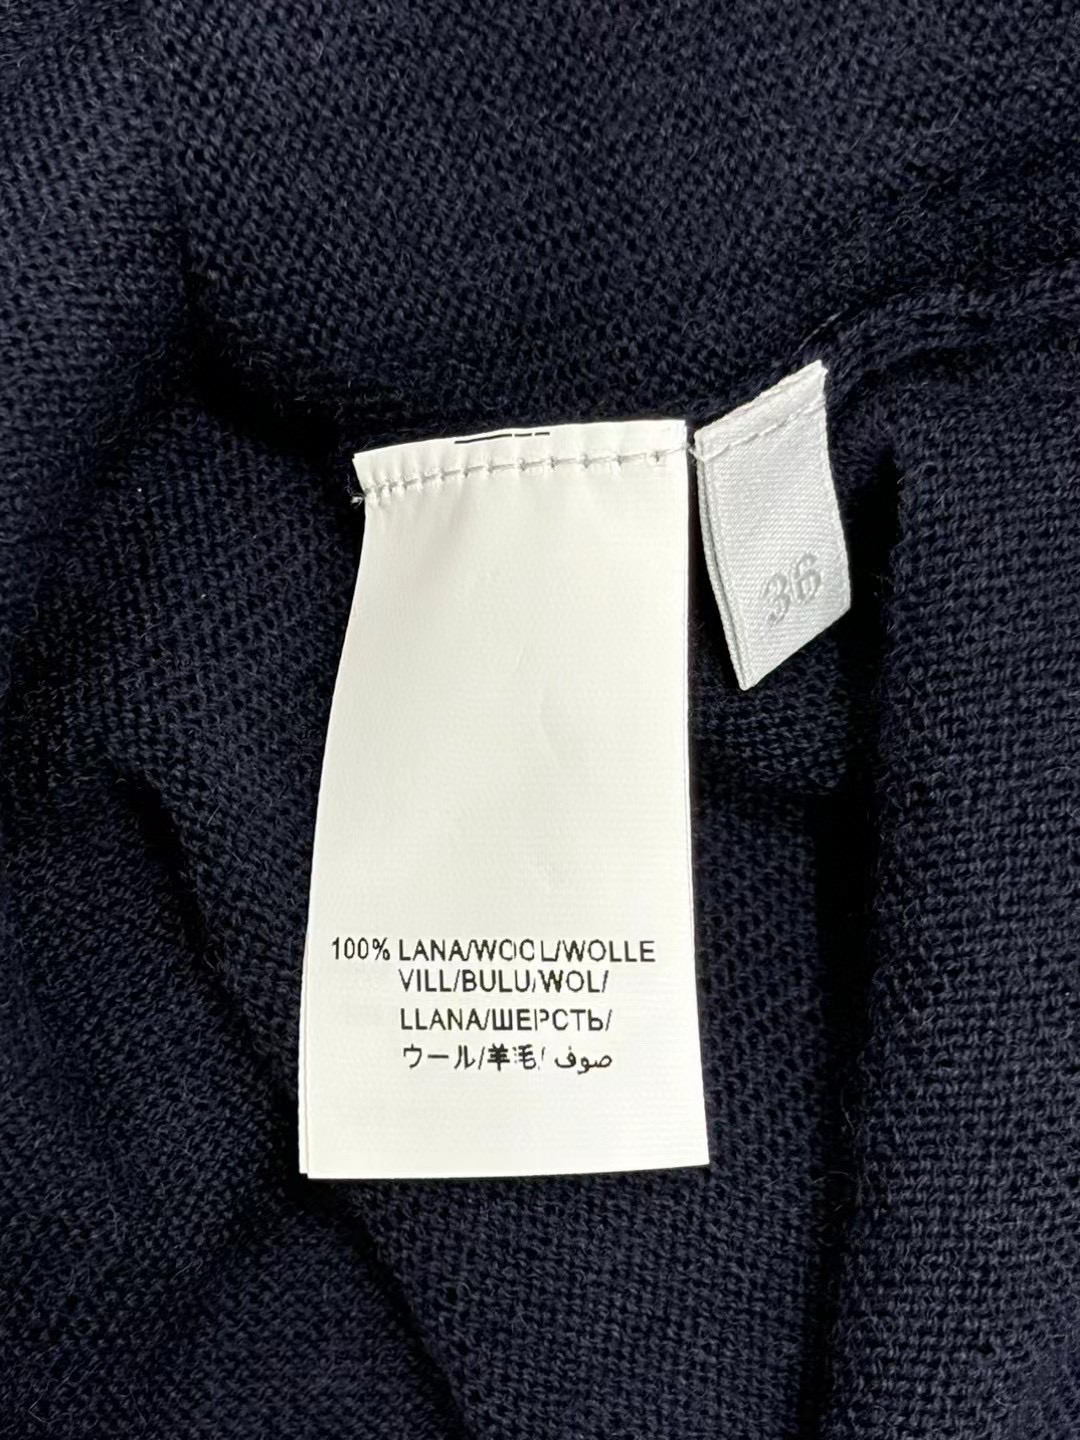 36
100% LANA/WOOL/WOLLE
VILL/BULU/WOL/
LLANA/ШЕРСТЬ/
ウール/羊毛/ صوف